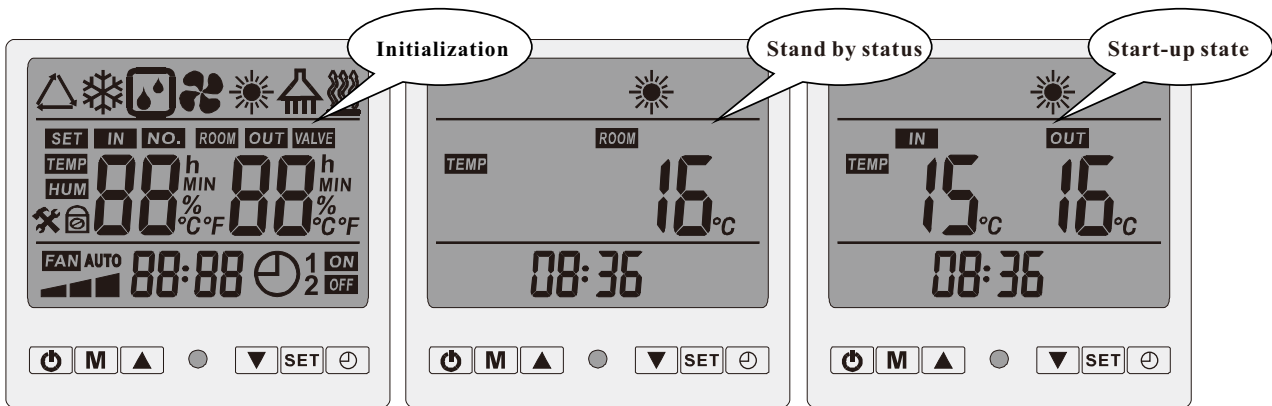 Initialization
SET IN NO. ROOM OUT VALVE
TEMP 88 h 88 h
HUM MIN MIN
% %
°C °F °C °F
FAN AUTO 88:88 1 ON
2 OFF
M SET
Stand by status
ROOM
TEMP
16 °C
08:36
M SET
Start-up state
IN OUT
TEMP
15 °C 16 °C
08:36
M SET